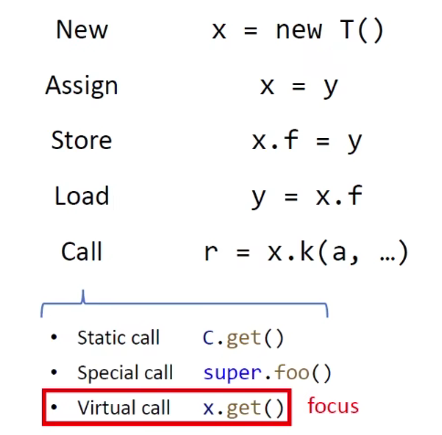 New x = new T()
Assign x = y
Store x.f = y
Load y = x.f
Call r = x.k(a, …)
• Static call C.get()
• Special call super.foo()
• Virtual call x.get() focus